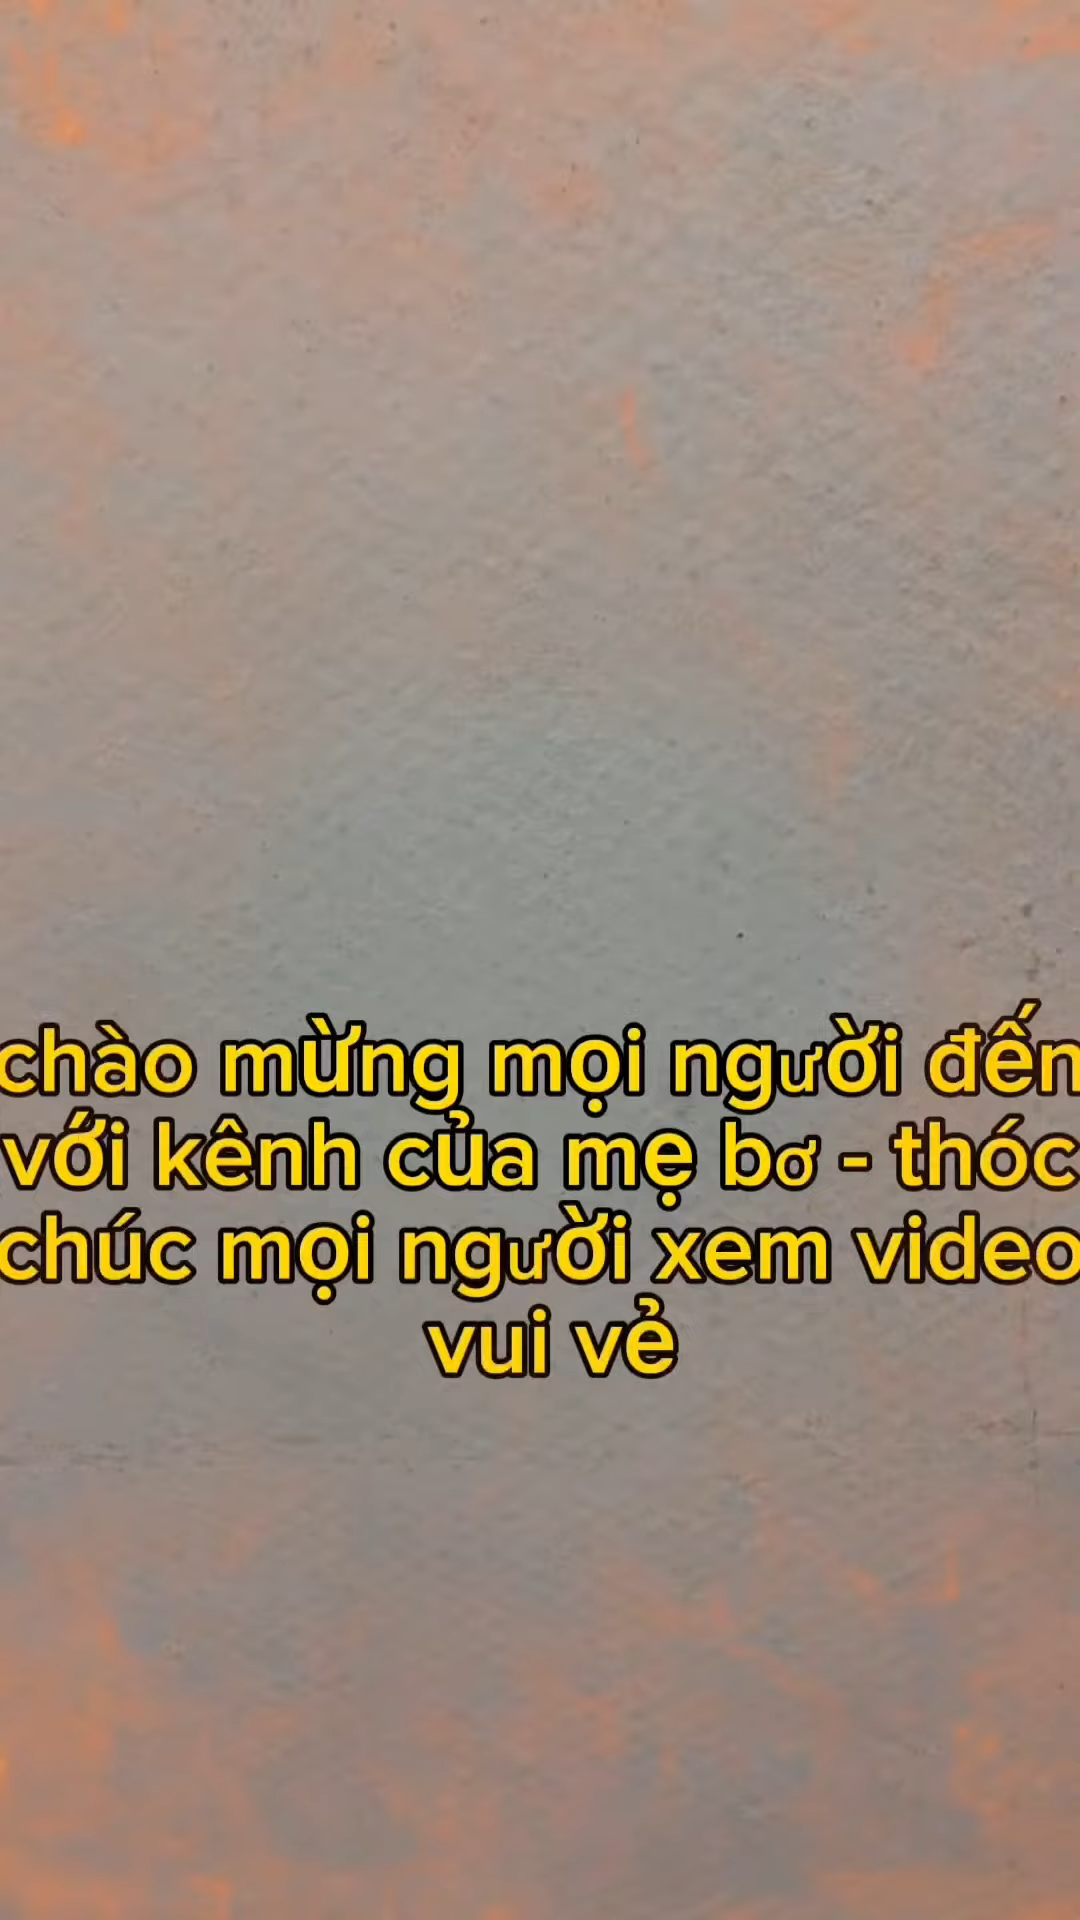 chào mừng mọi người đến
với kênh của mẹ bơ - thóc
chúc mọi người xem video
vui vẻ